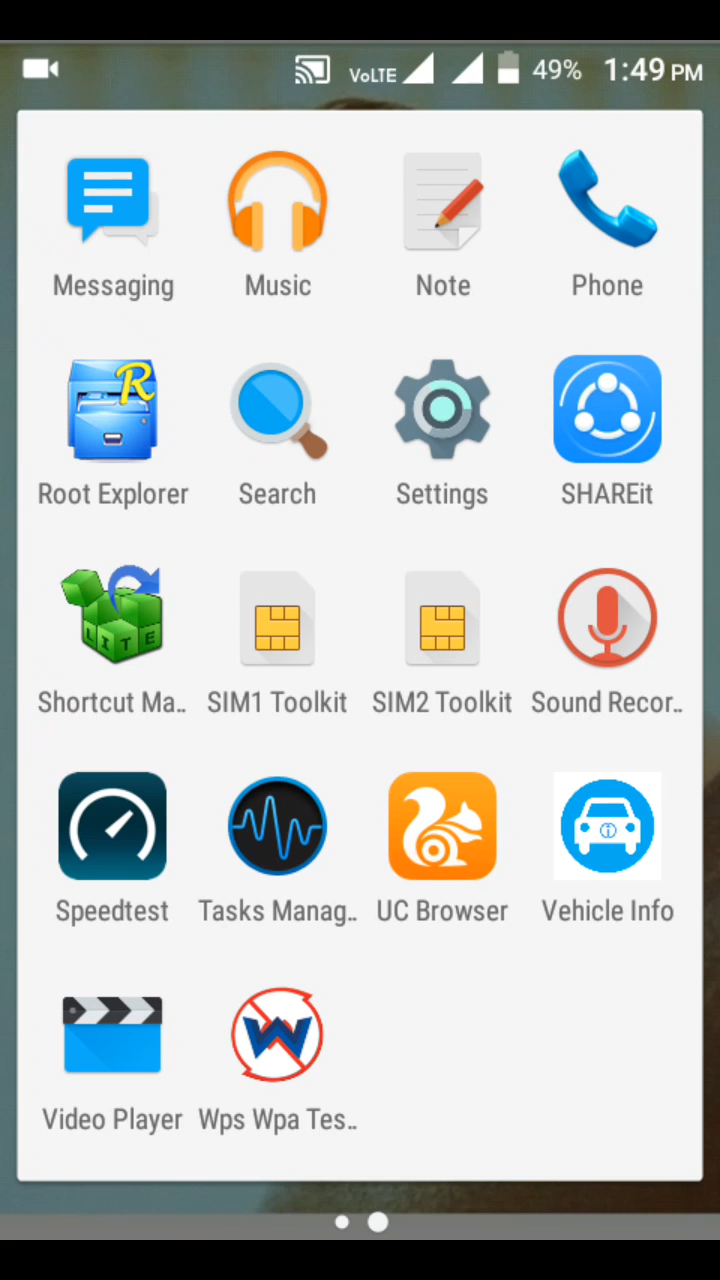 VoLTE 49% 1:49 PM
Messaging Music Note Phone
R
Root Explorer Search Settings SHAREit
LITE
Shortcut Ma.. SIM1 Toolkit SIM2 Toolkit Sound Recor..
Speedtest Tasks Manag.. UC Browser Vehicle Info
W
Video Player Wps Wpa Tes..